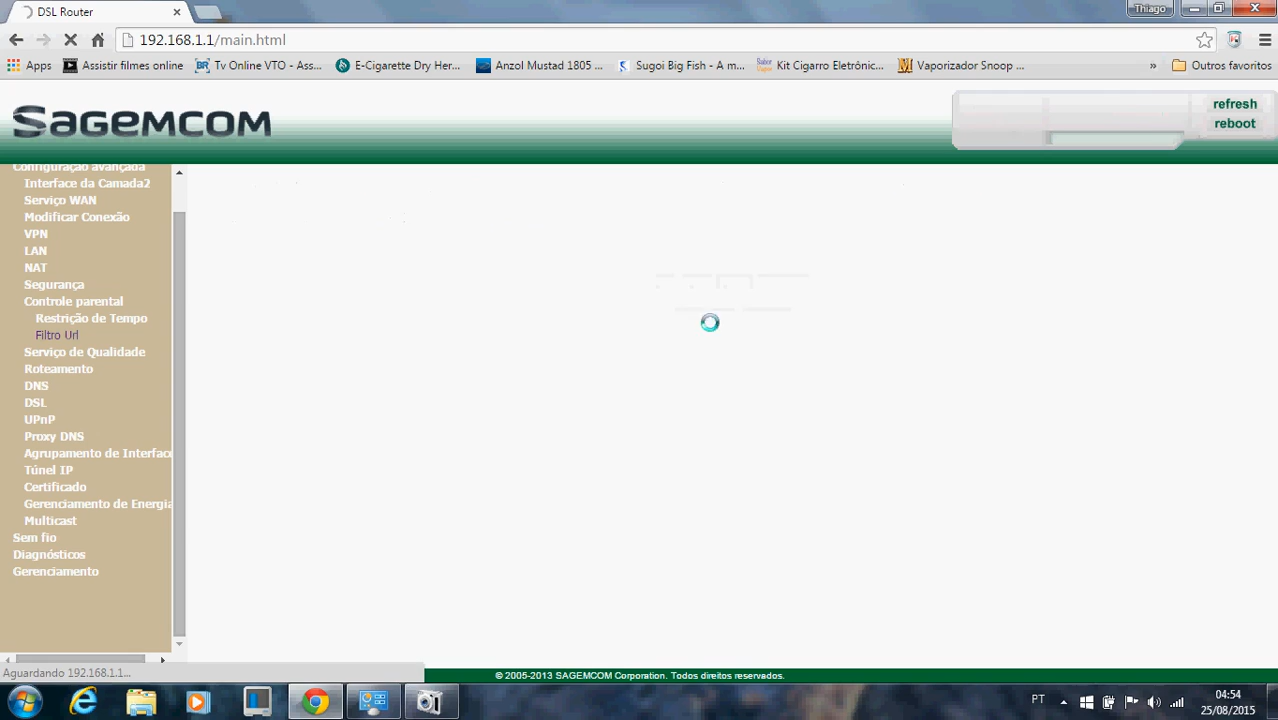 DSL Router
Thiago
192.168.1.1/main.html
Apps
Assistir filmes online
Tv Online VTO - Ass...
E-Cigarette Dry Her...
Anzol Mustad 1805 ...
Sugoi Big Fish - A m...
Kit Cigarro Eletrônic...
Vaporizador Snoop ...
»
Outros favoritos
SAGEMCOM
refresh
reboot
Configuração avançada
Interface da Camada2
Serviço WAN
Modificar Conexão
VPN
LAN
NAT
Segurança
Controle parental
Restrição de Tempo
Filtro Url
Serviço de Qualidade
Roteamento
DNS
DSL
UPnP
Proxy DNS
Agrupamento de Interfac
Túnel IP
Certificado
Gerenciamento de Energia
Multicast
Sem fio
Diagnósticos
Gerenciamento
Aguardando 192.168.1.1...
© 2005-2013 SAGEMCOM Corporation. Todos direitos reservados.
PT
04:54
25/08/2015